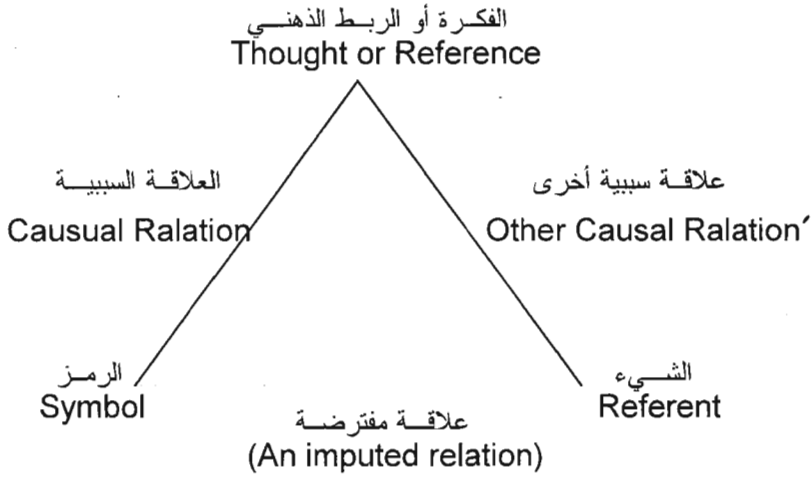 الفكرة أو الربط الذهني
Thought or Reference
العلاقة السببية
علاقة سببية أخرى
Causual Ralation
Other Causal Ralation´
الرمز
Symbol
الشيء
Referent
علاقة مفترضة
(An imputed relation)